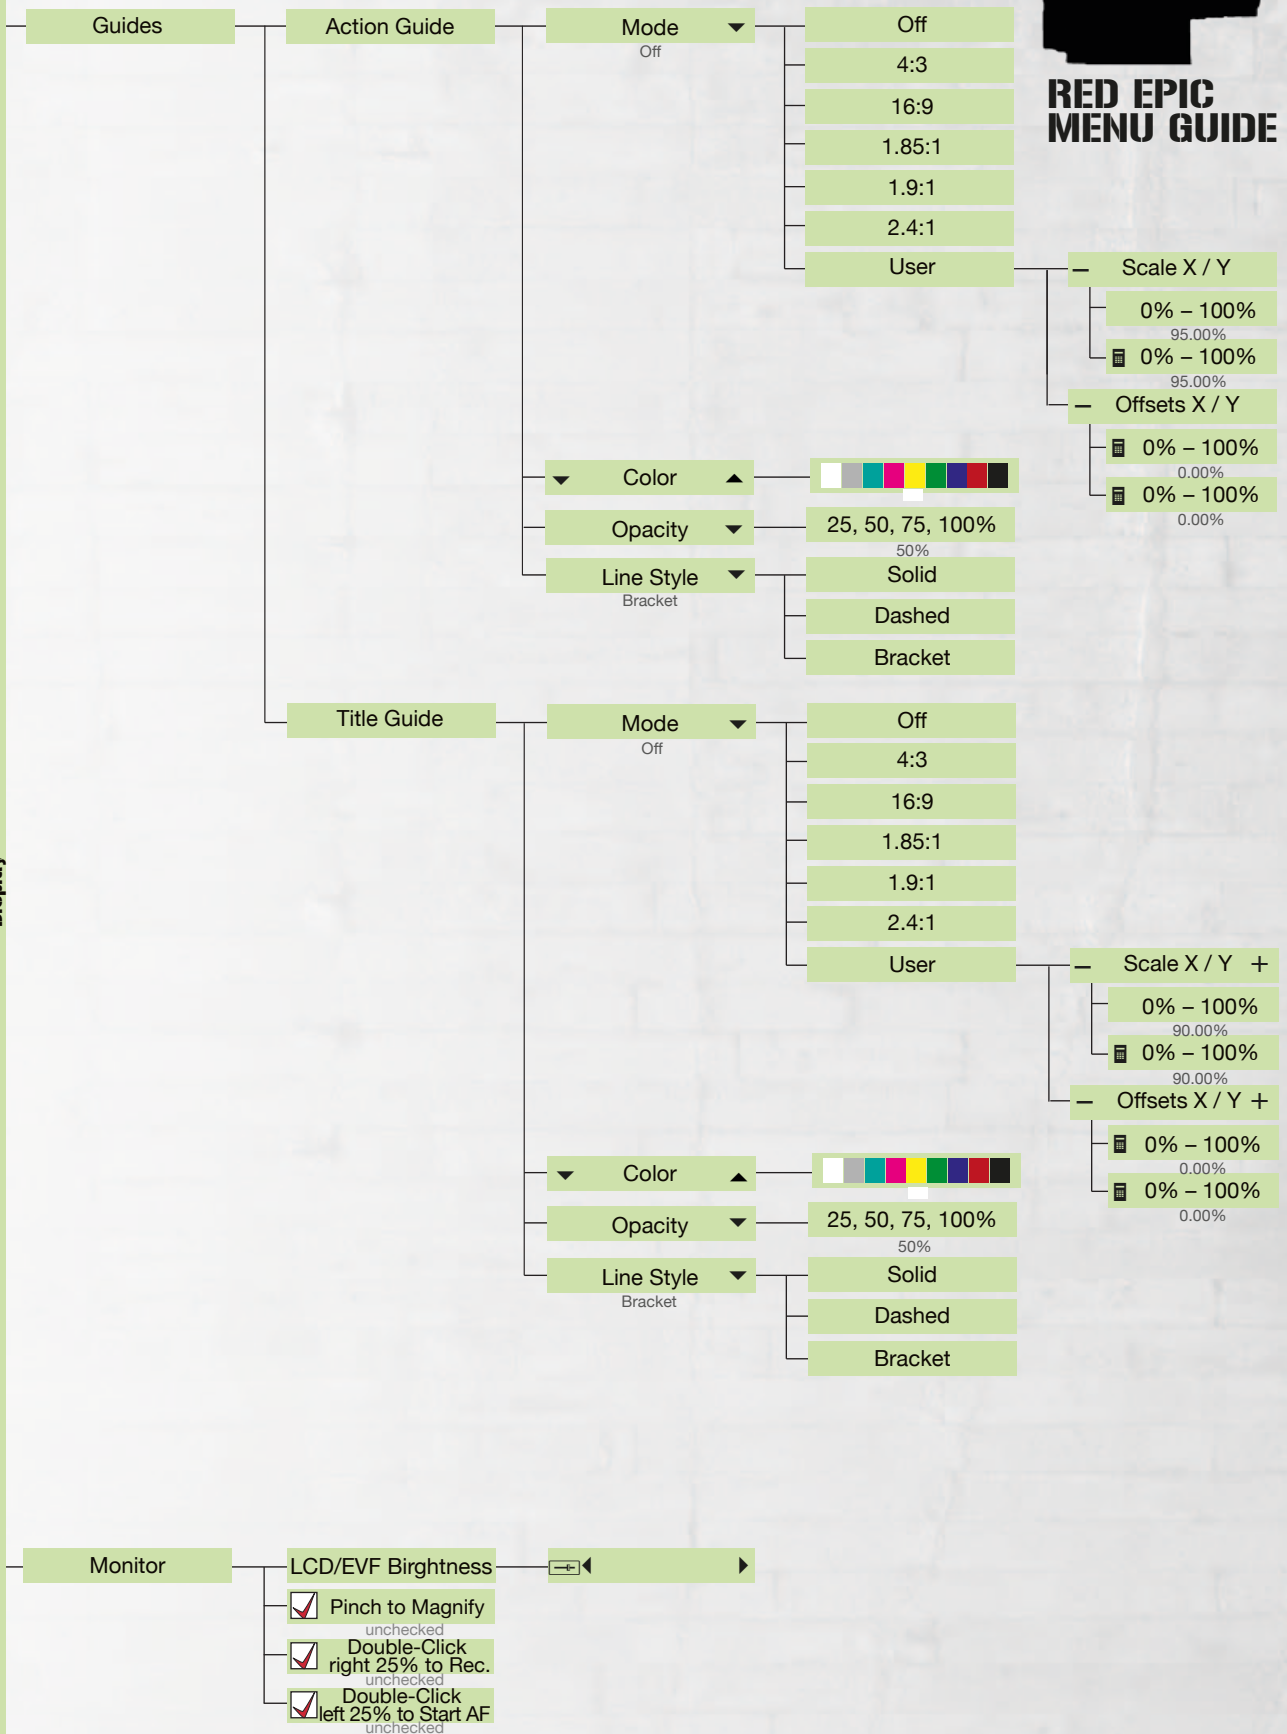 RED EPIC
MENU GUIDE
Guides
Action Guide
Mode
Off
Off
4:3
16:9
1.85:1
1.9:1
2.4:1
User
Scale X / Y
0% – 100%
95.00%
0% – 100%
95.00%
Offsets X / Y
0% – 100%
0.00%
0% – 100%
0.00%
Color
Opacity
25, 50, 75, 100%
50%
Line Style
Bracket
Solid
Dashed
Bracket
Title Guide
Mode
Off
Off
4:3
16:9
1.85:1
1.9:1
2.4:1
User
Scale X / Y +
0% – 100%
90.00%
0% – 100%
90.00%
Offsets X / Y +
0% – 100%
0.00%
0% – 100%
0.00%
Color
Opacity
25, 50, 75, 100%
50%
Line Style
Bracket
Solid
Dashed
Bracket
Monitor
LCD/EVF Birghtness
Pinch to Magnify
unchecked
Double-Click
right 25% to Rec.
unchecked
Double-Click
left 25% to Start AF
unchecked